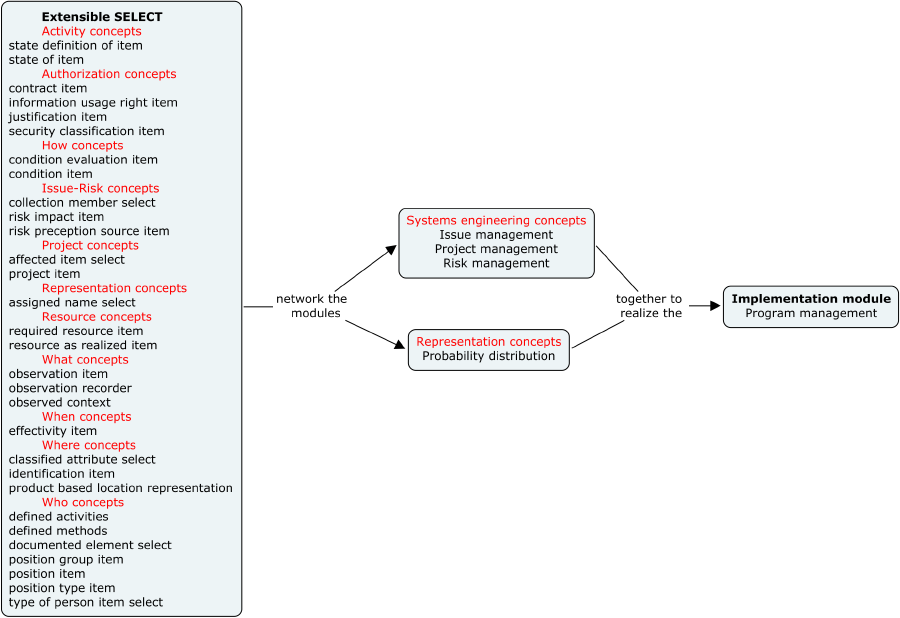 Extensible SELECT
Activity concepts
state definition of item
state of item
Authorization concepts
contract item
information usage right item
justification item
security classification item
How concepts
condition evaluation item
condition item
Issue-Risk concepts
collection member select
risk impact item
risk preception source item
Project concepts
affected item select
project item
Representation concepts
assigned name select
Resource concepts
required resource item
resource as realized item
What concepts
observation item
observation recorder
observed context
When concepts
effectivity item
Where concepts
classified attribute select
identification item
product based location representation
Who concepts
defined activities
defined methods
documented element select
position group item
position item
position type item
type of person item select
network the
modules
Systems engineering concepts
Issue management
Project management
Risk management
Representation concepts
Probability distribution
together to
realize the
Implementation module
Program management